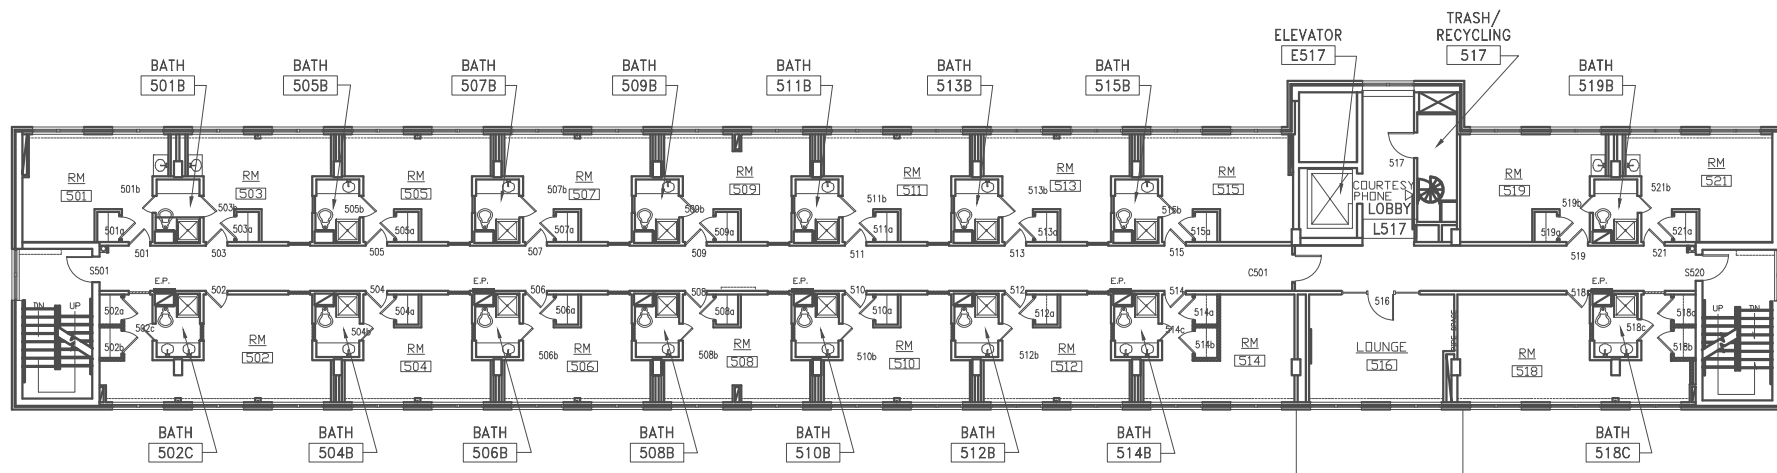 TRASH/
RECYCLING
517
ELEVATOR
E517
BATH
501B
BATH
505B
BATH
507B
BATH
509B
BATH
511B
BATH
513B
BATH
515B
BATH
519B
RM
501
501b
RM
503
503b
505b
RM
505
507b
RM
507
509b
RM
509
511b
RM
511
513b
RM
513
515b
RM
515
517
COURTESY
PHONE
LOBBY
L517
RM
519
519b
521b
RM
521
501a
503a
505a
507a
509a
511a
513a
515a
519a
521a
501
503
505
507
509
511
513
515
519
521
S501
C501
S520
E.P.
E.P.
E.P.
E.P.
E.P.
502
504
506
508
510
512
514
516
518
DN
UP
502a
502c
502b
RM
502
504b
504a
RM
504
506b
506a
RM
506
508b
508a
RM
508
510b
510a
RM
510
512b
512a
RM
512
514a
514c
514b
RM
514
LOUNGE
516
RM
518
518c
518a
518b
UP
DN
BATH
502C
BATH
504B
BATH
506B
BATH
508B
BATH
510B
BATH
512B
BATH
514B
BATH
518C